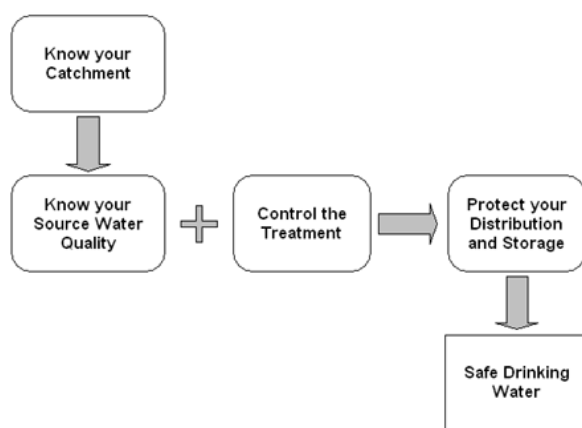 Know your
Catchment
Know your
Source Water
Quality
Control the
Treatment
Protect your
Distribution
and Storage
Safe Drinking
Water